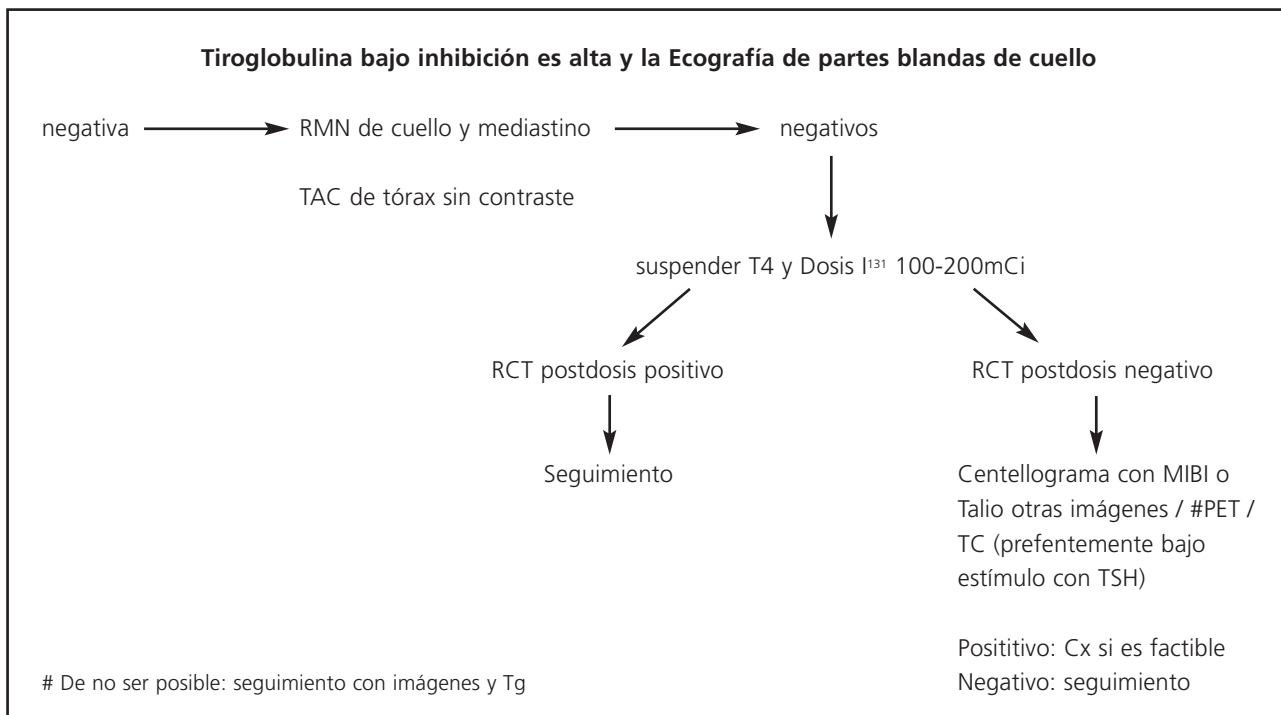 Tiroglobulina bajo inhibición es alta y la Ecografía de partes blandas de cuello
negativa
RMN de cuello y mediastino
negativos
TAC de tórax sin contraste
suspender T4 y Dosis I¹³¹ 100-200mCi
RCT postdosis positivo
RCT postdosis negativo
Seguimiento
Centellograma con MIBI o
Talio otras imágenes / #PET /
TC (prefentemente bajo
estímulo con TSH)
Posititivo: Cx si es factible
Negativo: seguimiento
# De no ser posible: seguimiento con imágenes y Tg